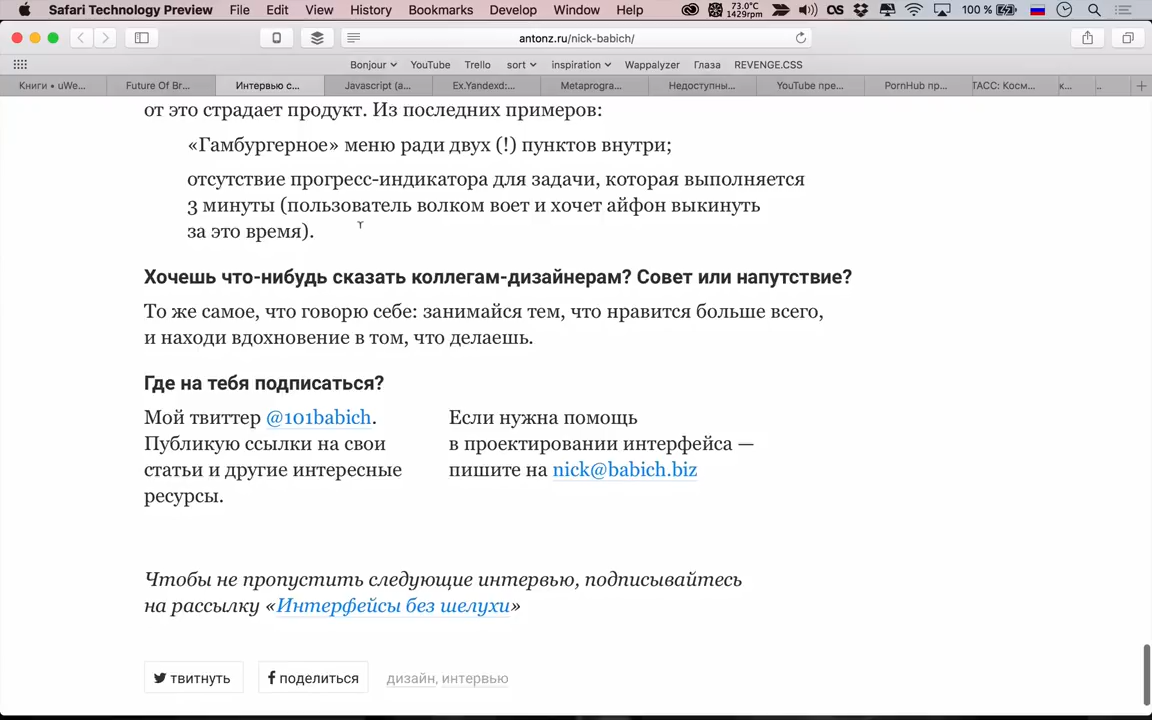 Safari Technology Preview File Edit View History Bookmarks Develop Window Help 73.0°C 1429rpm 100 %
antonz.ru/nick-babich/
Bonjour YouTube Trello sort inspiration Wappalyzer Глаза REVENGE.CSS
Книги • uWe... Future Of Br... Интервью с... Javascript (a... Ex.Yandexd:... Metaprogra... Недоступны... YouTube пре... PornHub пр... ТАСС: Косм... к... ..
от это страдает продукт. Из последних примеров:
«Гамбургерное» меню ради двух (!) пунктов внутри;
отсутствие прогресс-индикатора для задачи, которая выполняется
3 минуты (пользователь волком воет и хочет айфон выкинуть
за это время).
Хочешь что-нибудь сказать коллегам-дизайнерам? Совет или напутствие?
То же самое, что говорю себе: занимайся тем, что нравится больше всего,
и находи вдохновение в том, что делаешь.
Где на тебя подписаться?
Мой твиттер @101babich.
Публикую ссылки на свои
статьи и другие интересные
ресурсы.
Если нужна помощь
в проектировании интерфейса —
пишите на nick@babich.biz
Чтобы не пропустить следующие интервью, подписывайтесь
на рассылку «Интерфейсы без шелухи»
твитнуть поделиться дизайн, интервью